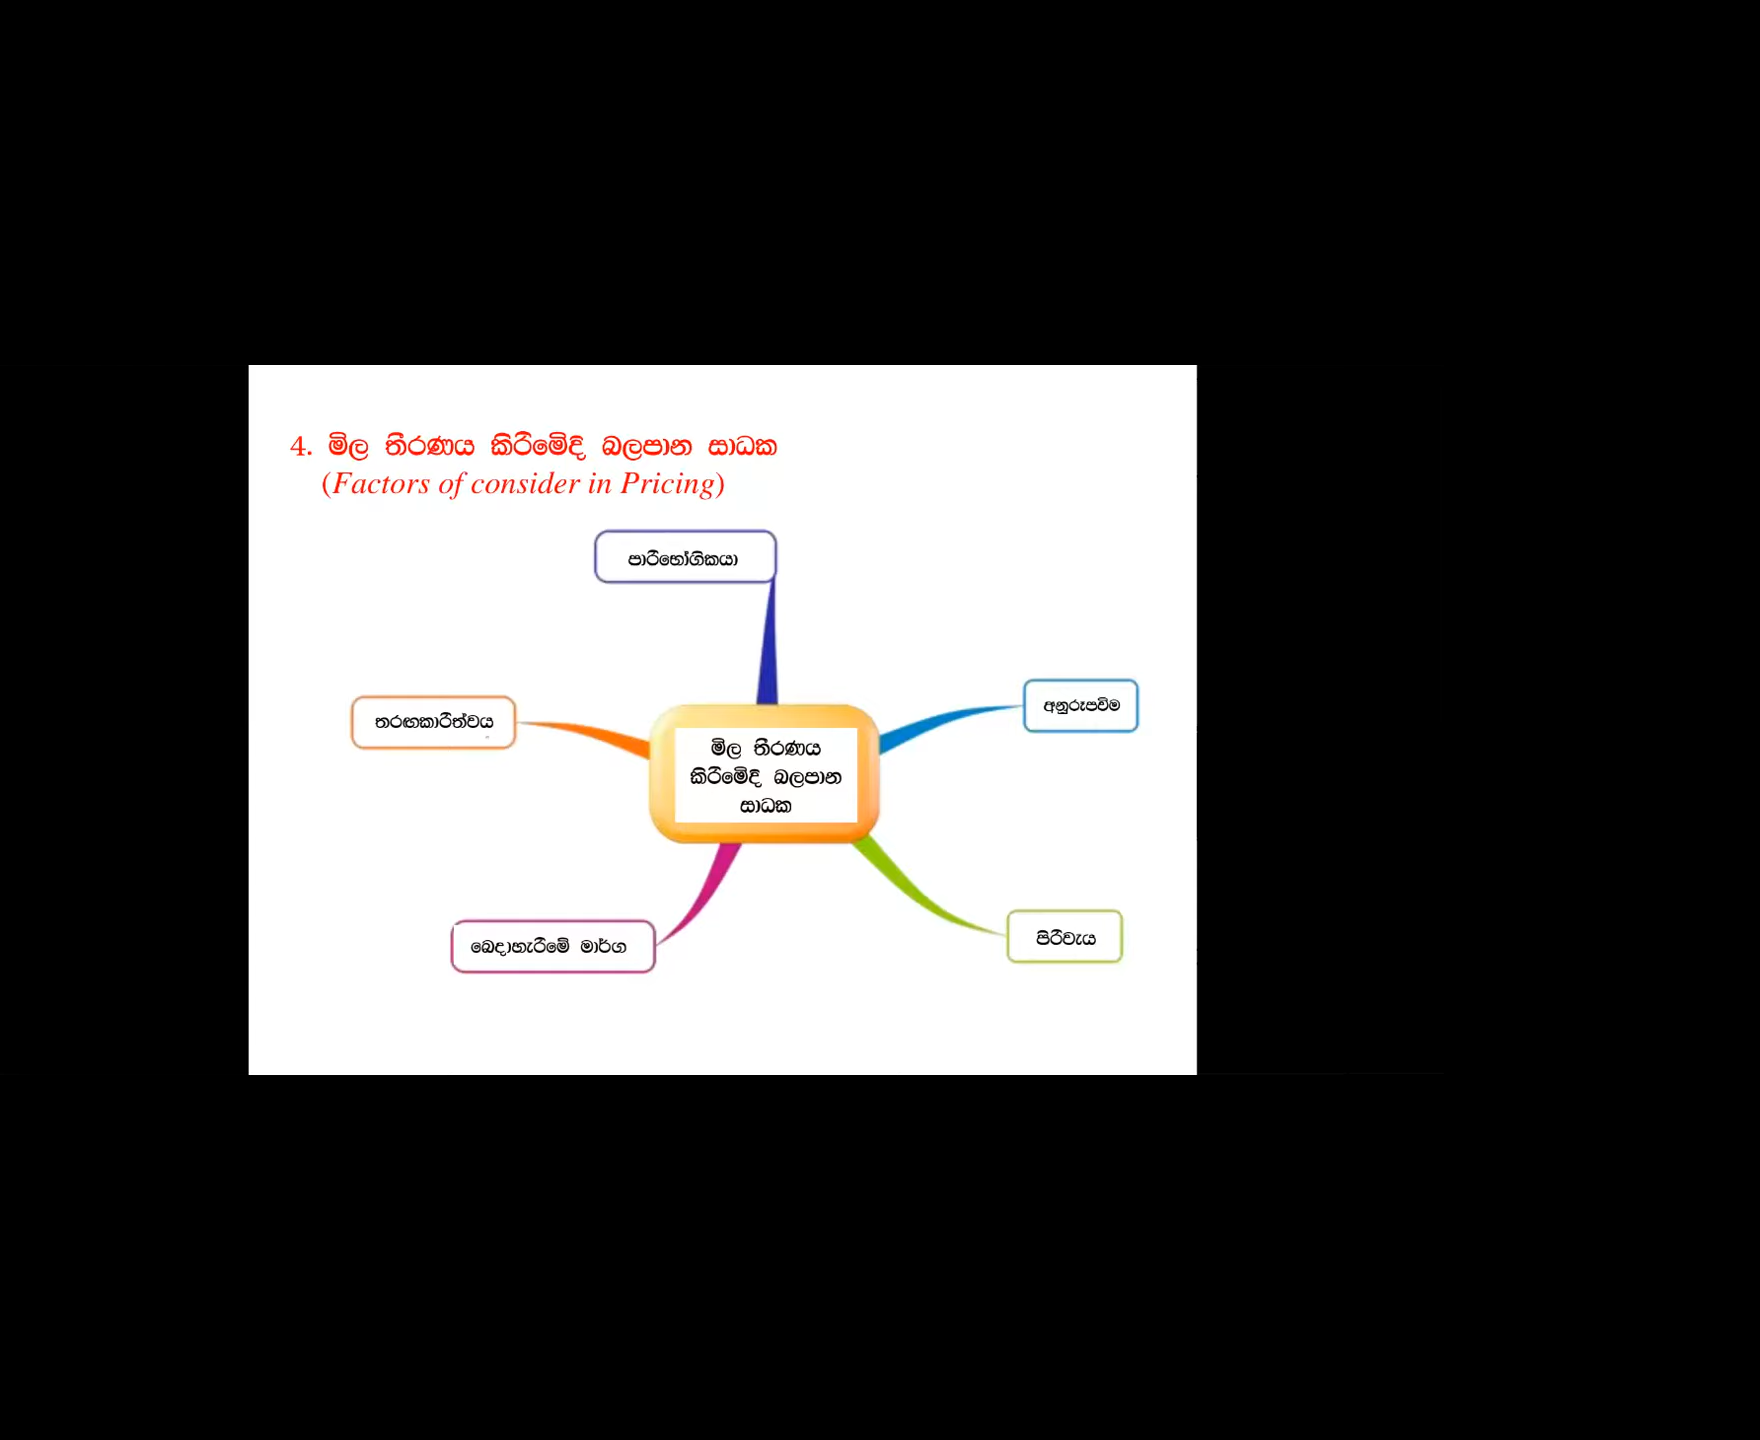 4. මිල තීරණය කිරීමේදී බලපාන සාධක
(Factors of consider in Pricing)
පාරිභෝගිකයා
අනුරූපවීම
තරඟකාරීත්වය
මිල තීරණය
කිරීමේදී බලපාන
සාධක
බෙදාහැරීමේ මාර්ග
පිරිවැය